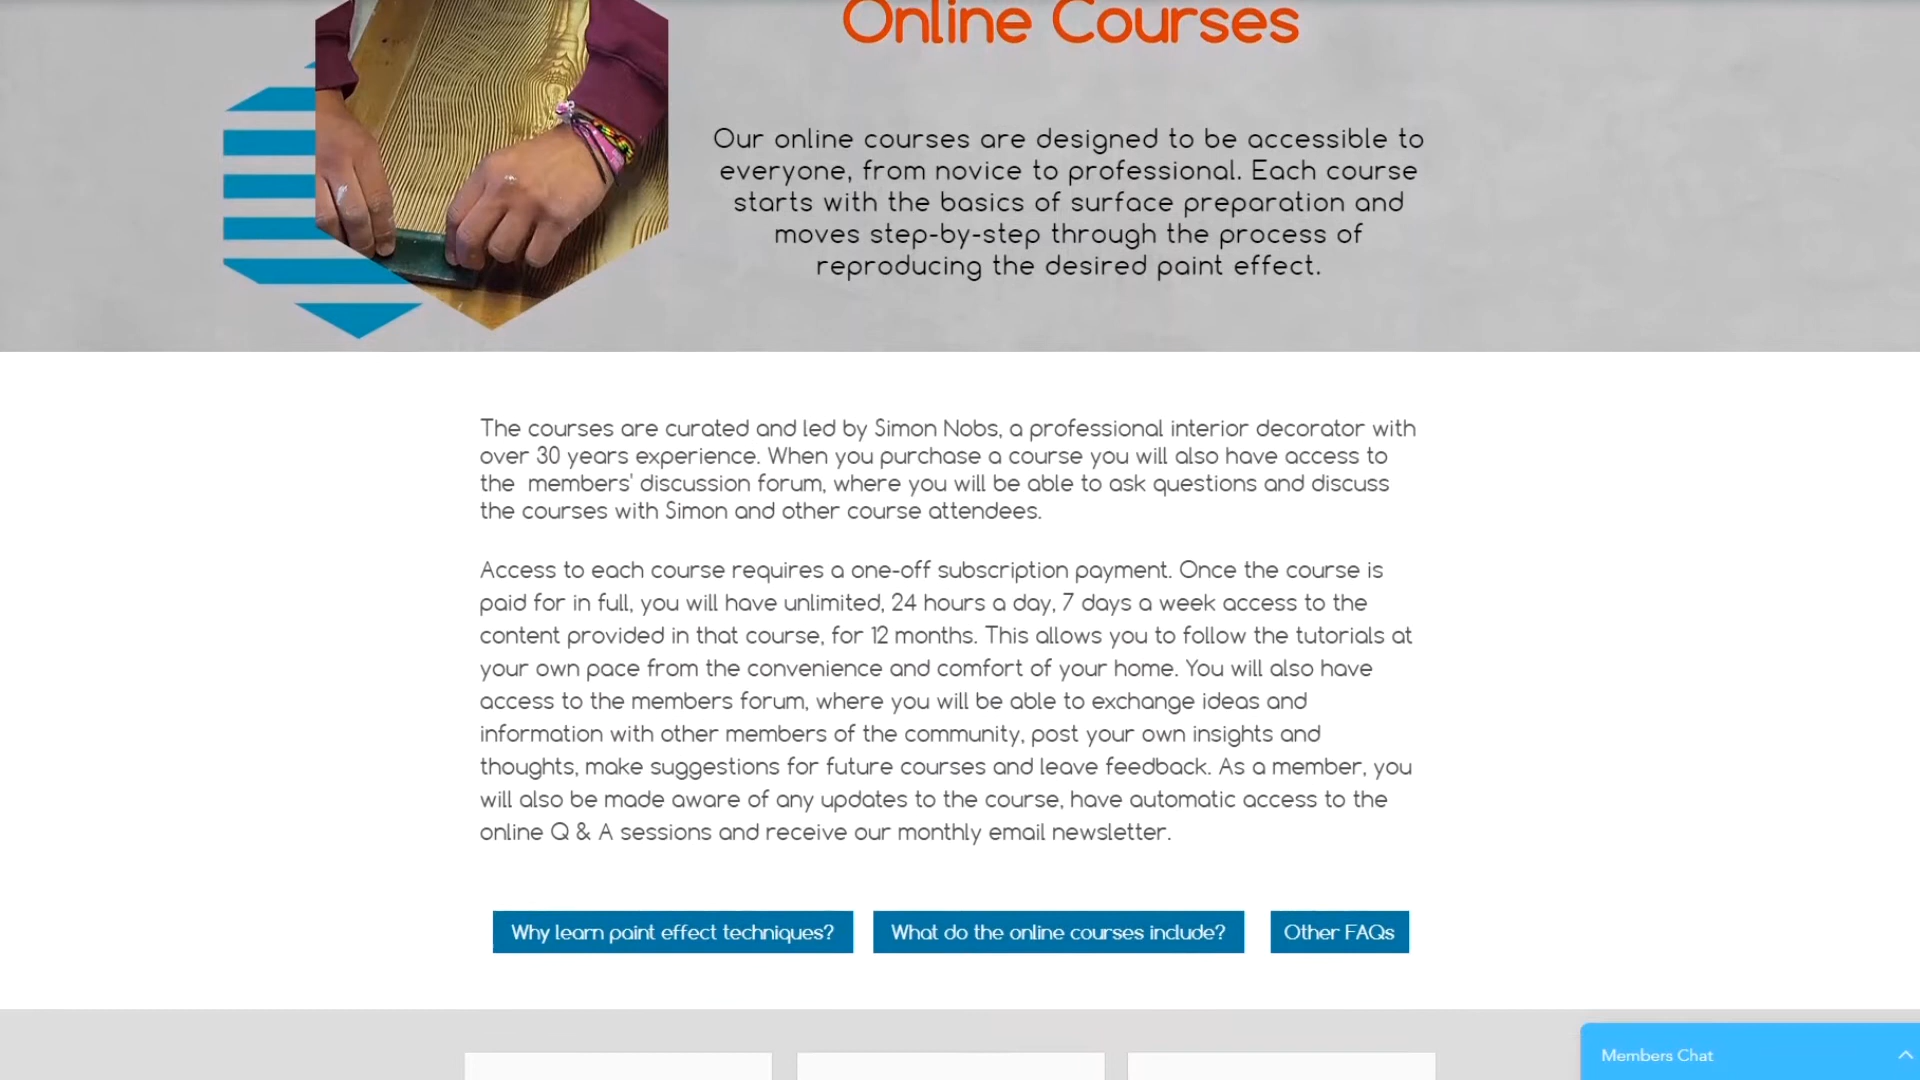 Online Courses
Our online courses are designed to be accessible to
everyone, from novice to professional. Each course
starts with the basics of surface preparation and
moves step-by-step through the process of
reproducing the desired paint effect.
The courses are curated and led by Simon Nobs, a professional interior decorator with
over 30 years experience. When you purchase a course you will also have access to
the  members' discussion forum, where you will be able to ask questions and discuss
the courses with Simon and other course attendees.
Access to each course requires a one-off subscription payment. Once the course is
paid for in full, you will have unlimited, 24 hours a day, 7 days a week access to the
content provided in that course, for 12 months. This allows you to follow the tutorials at
your own pace from the convenience and comfort of your home. You will also have
access to the members forum, where you will be able to exchange ideas and
information with other members of the community, post your own insights and
thoughts, make suggestions for future courses and leave feedback. As a member, you
will also be made aware of any updates to the course, have automatic access to the
online Q & A sessions and receive our monthly email newsletter.
Why learn paint effect techniques?
What do the online courses include?
Other FAQs
Members Chat